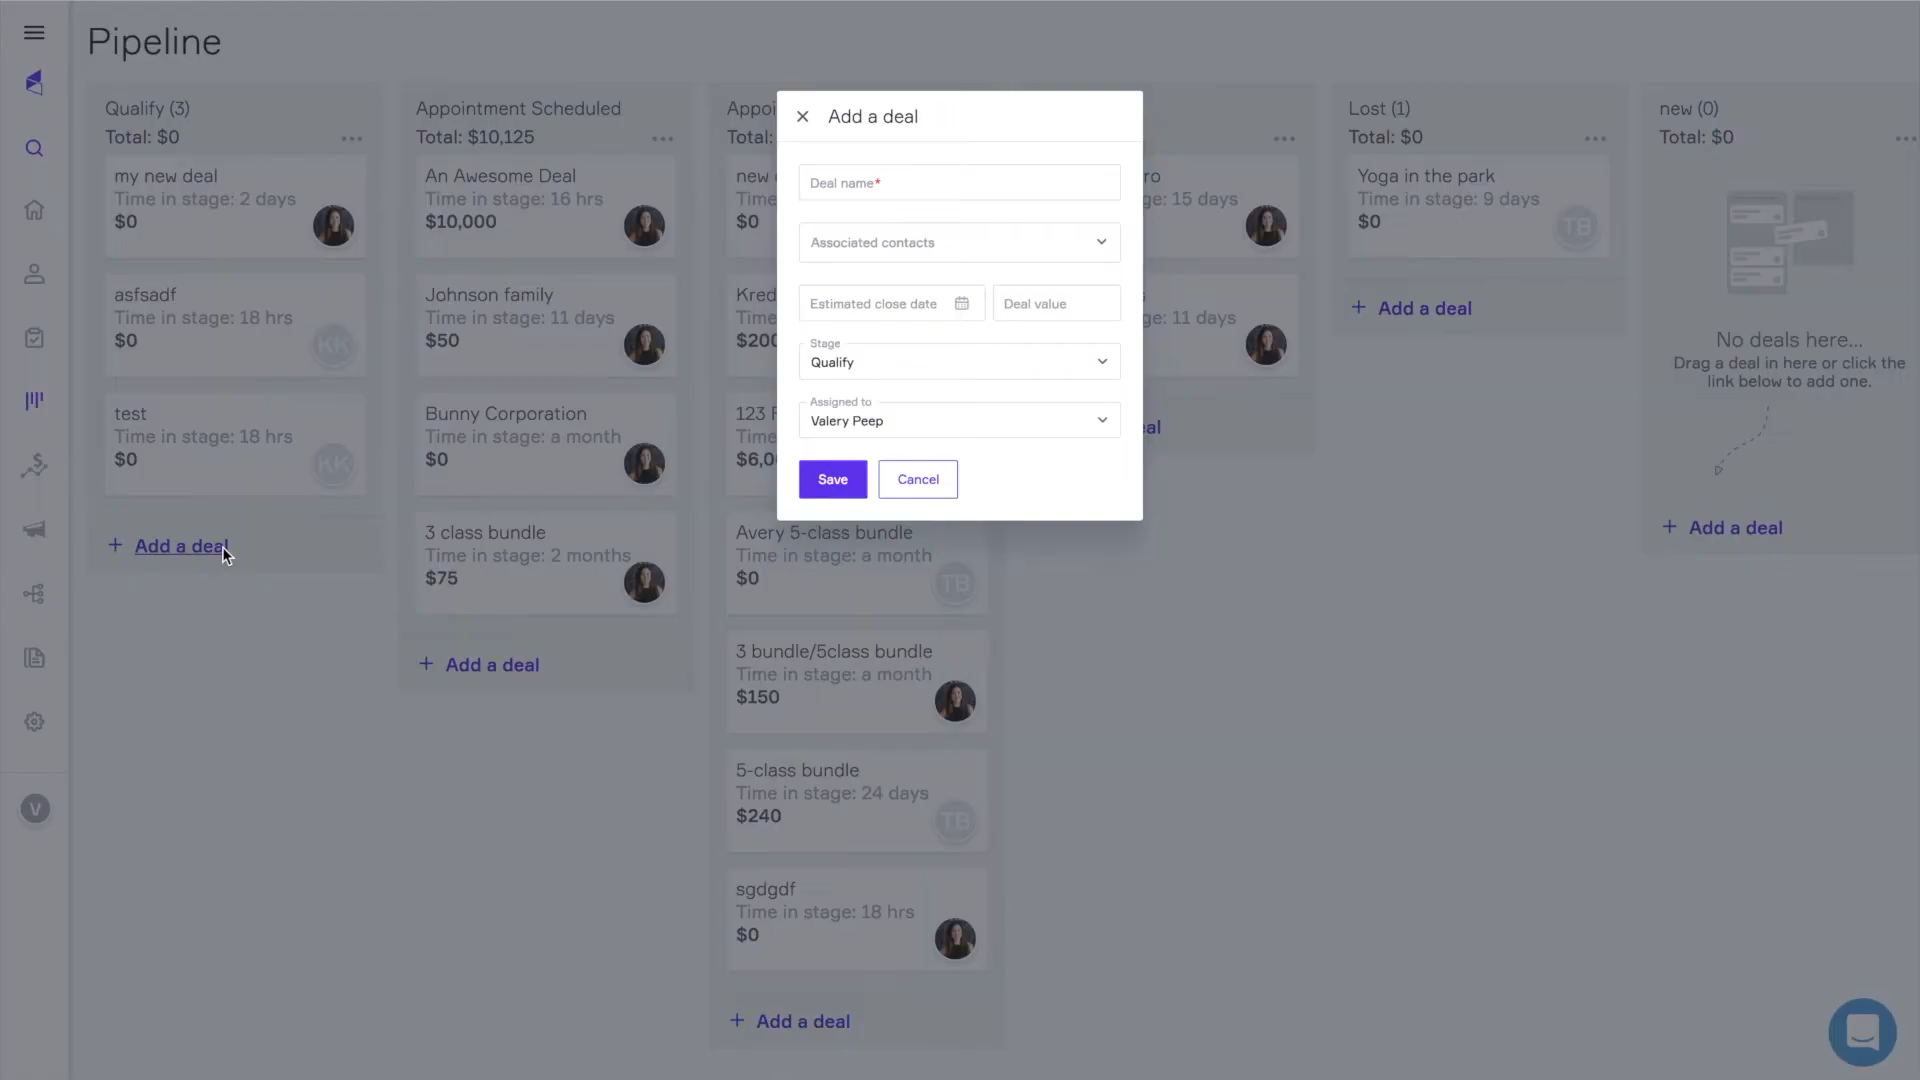 Pipeline
Qualify (3)
Total: $0
my new deal
Time in stage: 2 days
$0
asfsadf
Time in stage: 18 hrs
$0
KK
test
Time in stage: 18 hrs
$0
KK
+ Add a deal
Appointment Scheduled
Total: $10,125
An Awesome Deal
Time in stage: 16 hrs
$10,000
Johnson family
Time in stage: 11 days
$50
Bunny Corporation
Time in stage: a month
$0
3 class bundle
Time in stage: 2 months
$75
+ Add a deal
Appoi
Total:
new
$0
Kred
$200
123 F
$6,00
Avery 5-class bundle
Time in stage: a month
$0
TB
3 bundle/5class bundle
Time in stage: a month
$150
5-class bundle
Time in stage: 24 days
$240
TB
sgdgdf
Time in stage: 18 hrs
$0
+ Add a deal
Add a deal
Deal name*
Associated contacts
Estimated close date
Deal value
Stage
Qualify
Assigned to
Valery Peep
Save
Cancel
ro
ge: 15 days
ge: 11 days
al
Lost (1)
Total: $0
Yoga in the park
Time in stage: 9 days
$0
TB
+ Add a deal
new (0)
Total: $0
No deals here...
Drag a deal in here or click the
link below to add one.
+ Add a deal
V